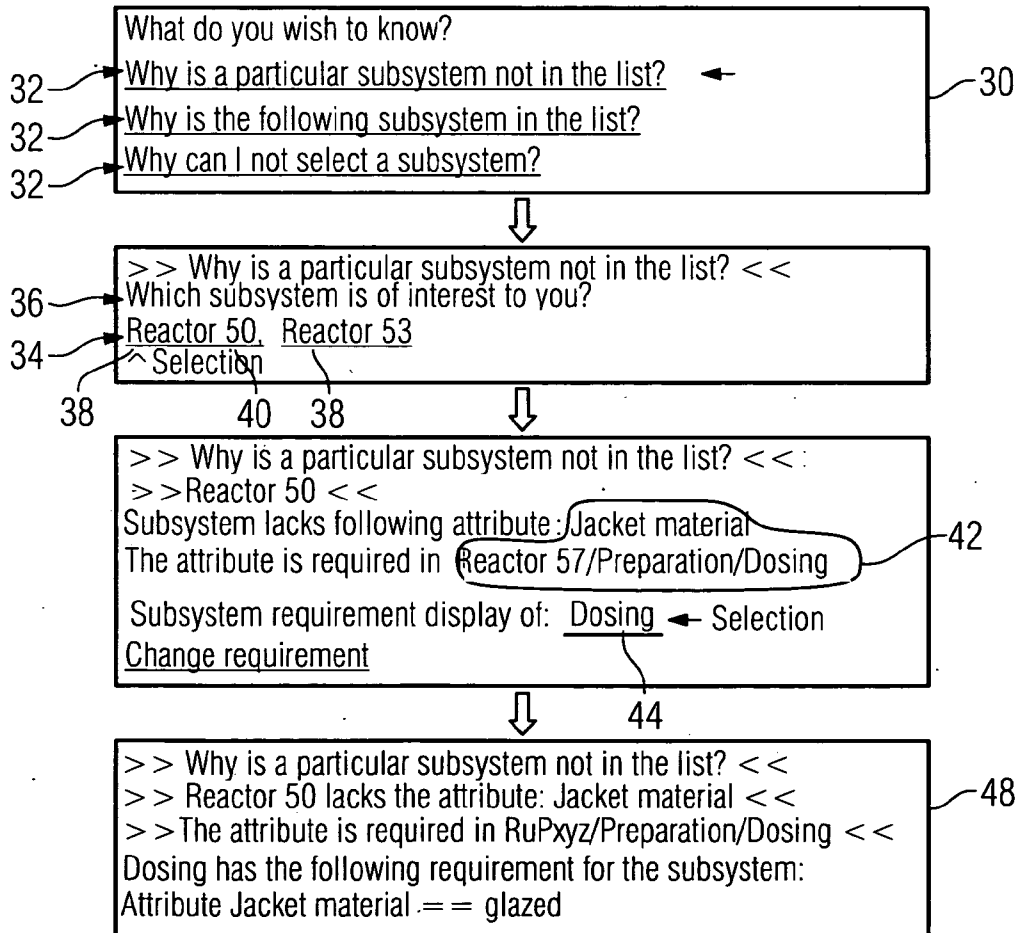 What do you wish to know?
32 Why is a particular subsystem not in the list? 30
32 Why is the following subsystem in the list?
32 Why can I not select a subsystem?
>> Why is a particular subsystem not in the list? <<
36 Which subsystem is of interest to you?
34 Reactor 50, Reactor 53
^ Selection
38 40 38
>> Why is a particular subsystem not in the list? <<
>>Reactor 50 <<
Subsystem lacks following attribute: Jacket material
The attribute is required in Reactor 57/Preparation/Dosing 42
Subsystem requirement display of: Dosing Selection
Change requirement
44
>> Why is a particular subsystem not in the list? <<
>> Reactor 50 lacks the attribute: Jacket material << 48
>>The attribute is required in RuPxyz/Preparation/Dosing <<
Dosing has the following requirement for the subsystem:
Attribute Jacket material == glazed